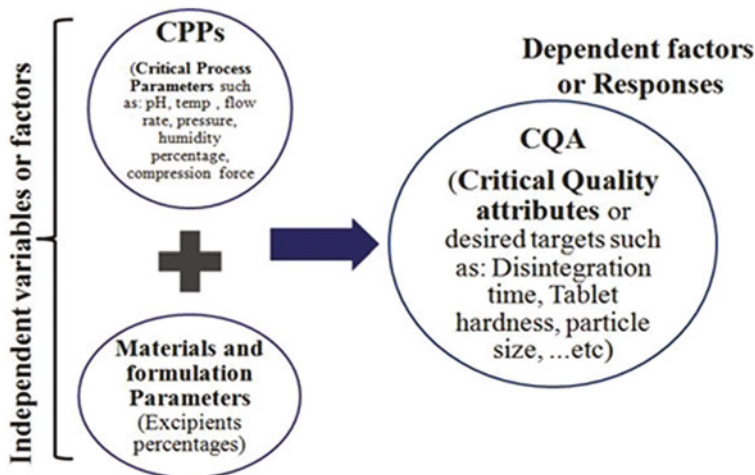 Independent variables or factors
CPPs
(Critical Process
Parameters such
as: pH, temp , flow
rate, pressure,
humidity
percentage,
compression force
Materials and
formulation
Parameters
(Excipients
percentages)
Dependent factors
or Responses
CQA
(Critical Quality
attributes or
desired targets such
as: Disintegration
time, Tablet
hardness, particle
size, ...etc)